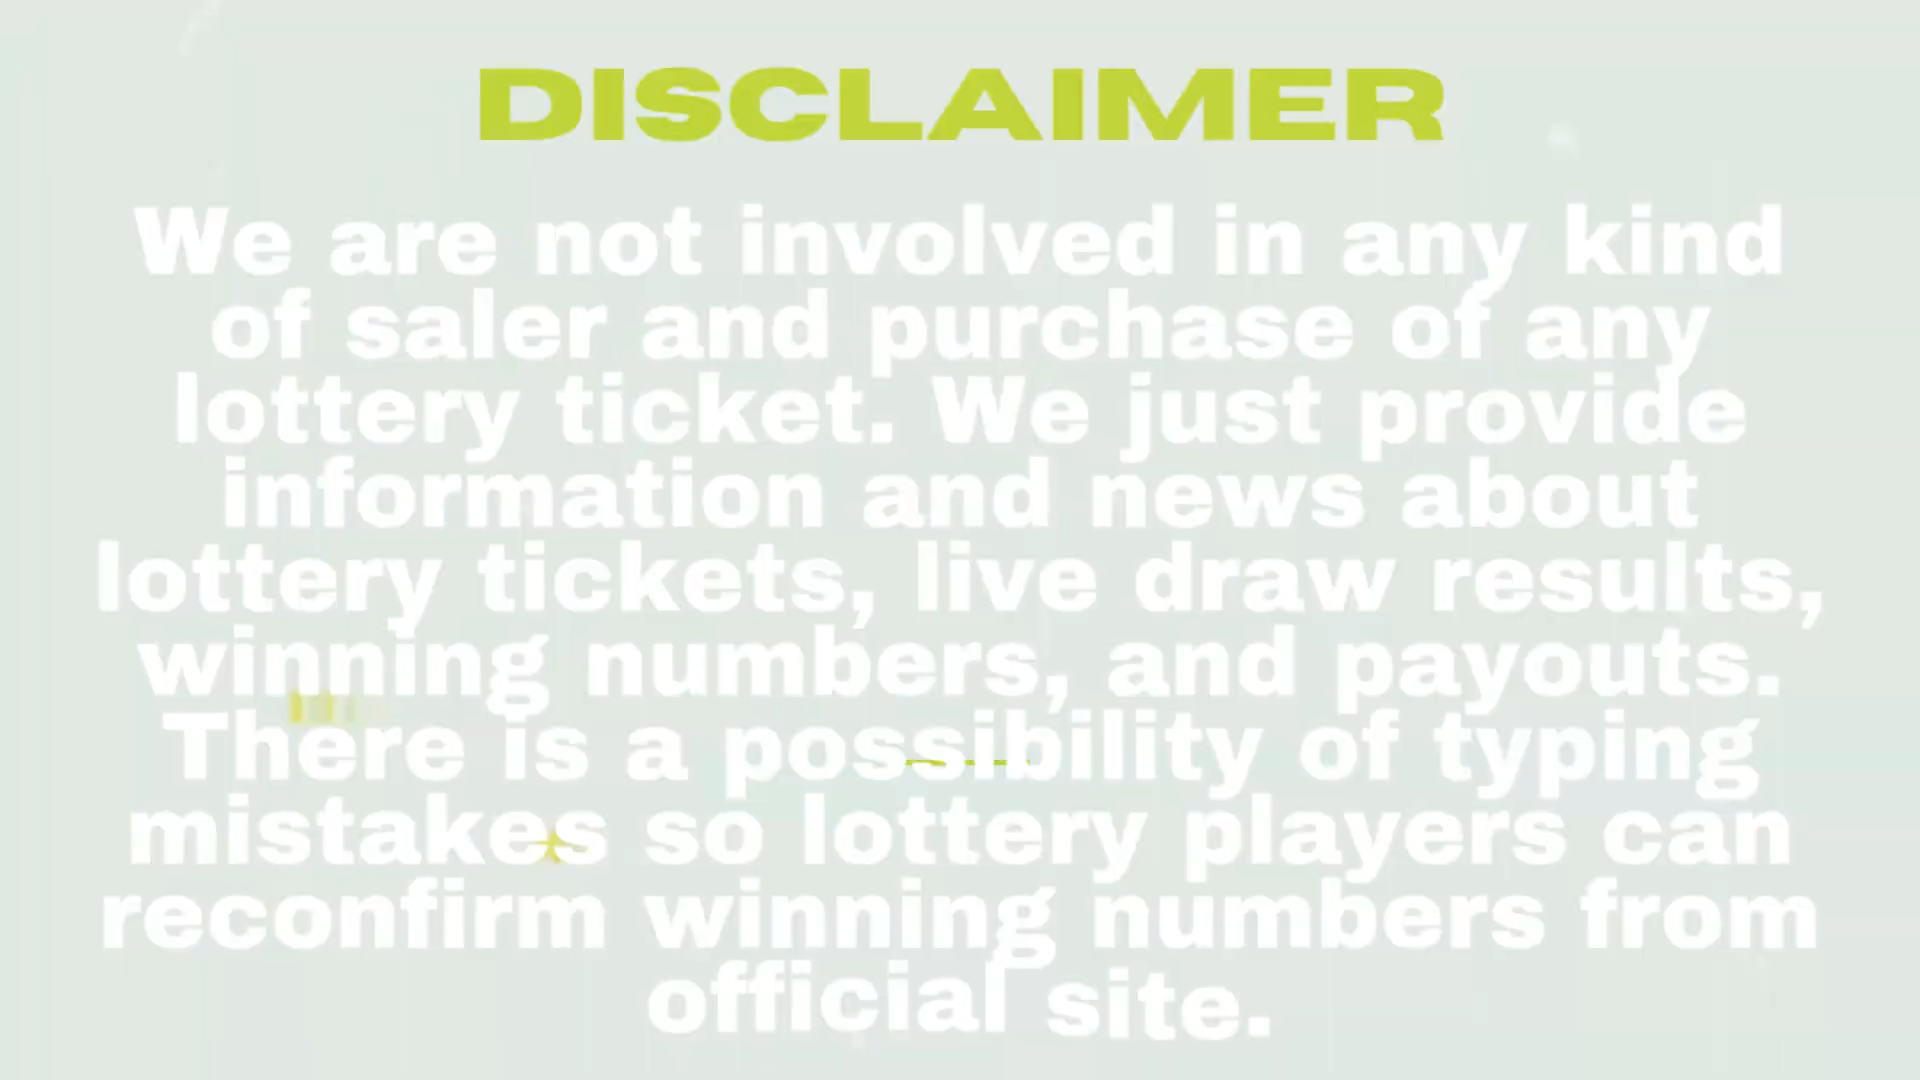 DISCLAIMER
We are not involved in any kind
of saler and purchase of any
lottery ticket. We just provide
information and news about
lottery tickets, live draw results,
winning numbers, and payouts.
There is a possibility of typing
mistakes so lottery players can
reconfirm winning numbers from
official site.